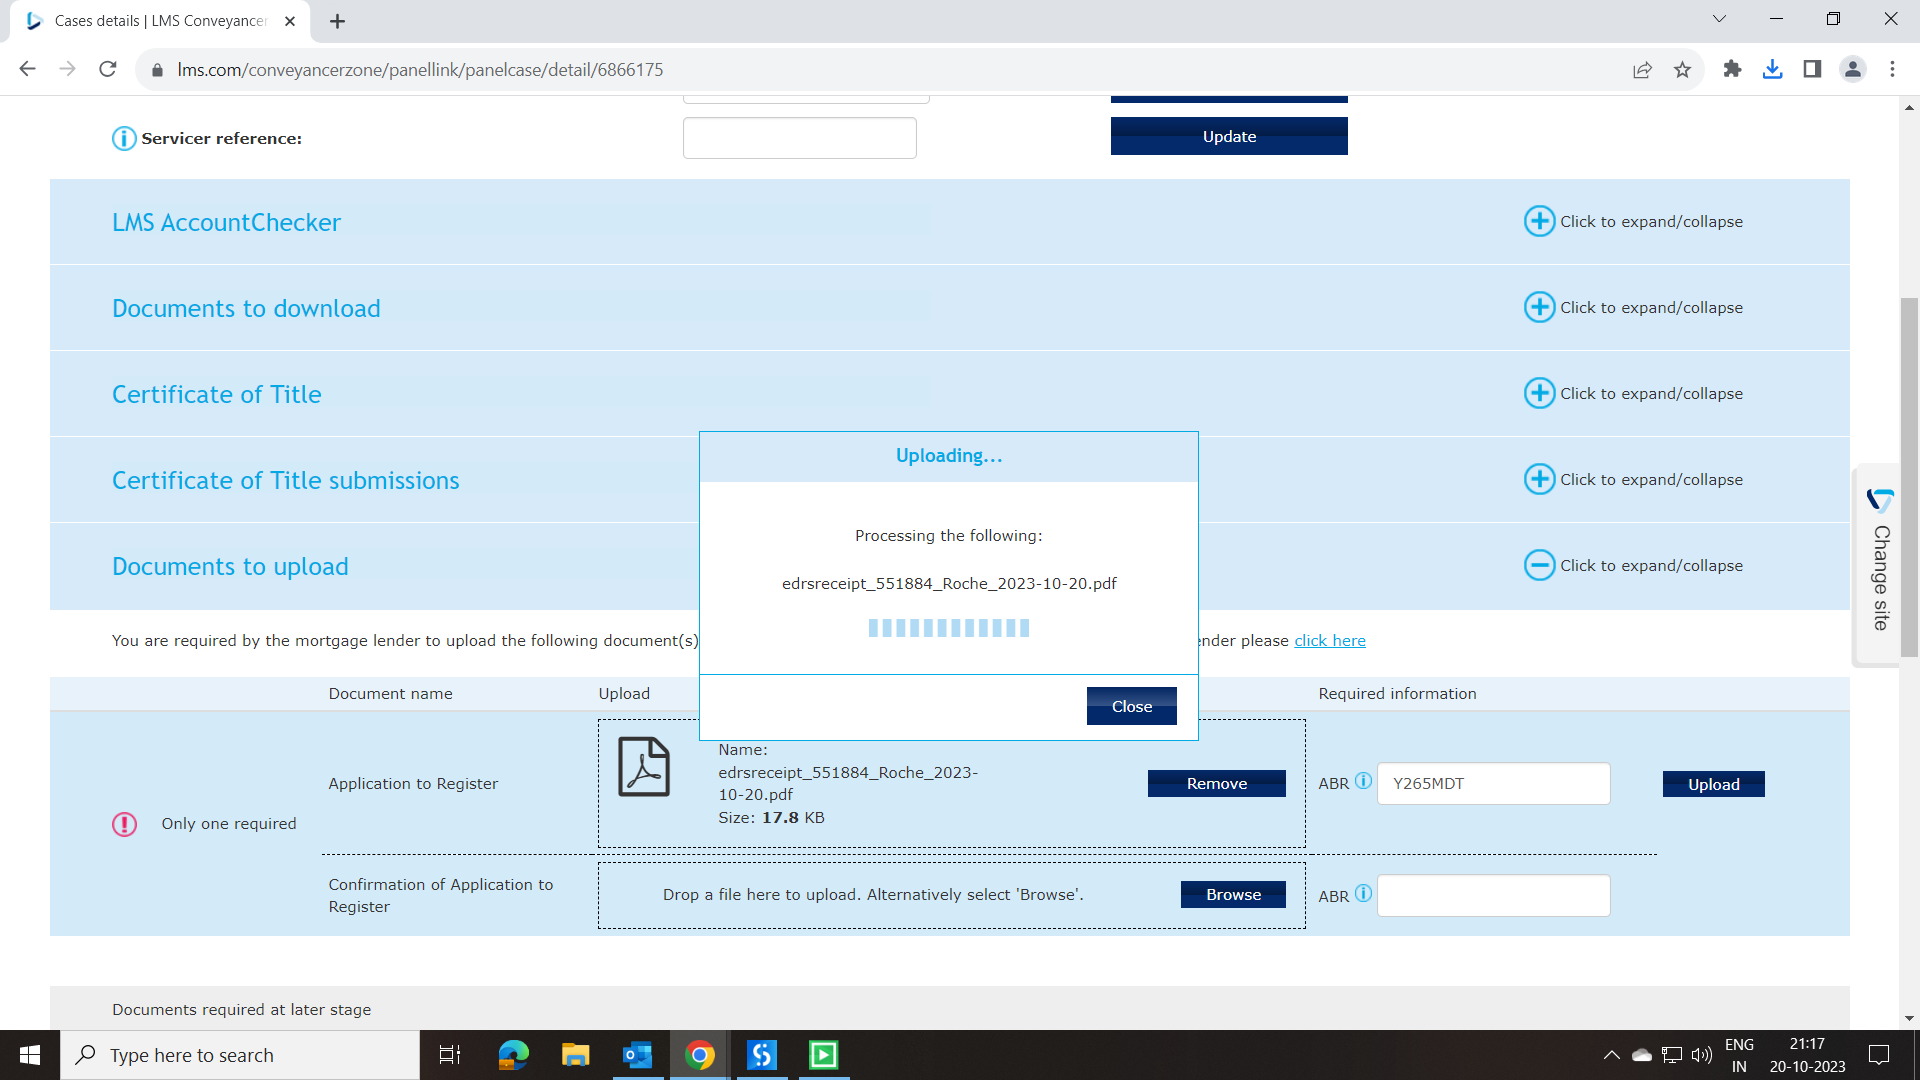 Cases details | LMS Conveyancer
lms.com/conveyancerzone/panellink/panelcase/detail/6866175
Servicer reference:
Update
LMS AccountChecker
Click to expand/collapse
Documents to download
Click to expand/collapse
Certificate of Title
Click to expand/collapse
Certificate of Title submissions
Click to expand/collapse
Documents to upload
Click to expand/collapse
Change site
Uploading...
Processing the following:
edrsreceipt_551884_Roche_2023-10-20.pdf
Close
You are required by the mortgage lender to upload the following document(s)
nder please click here
Document name
Upload
Required information
Only one required
Application to Register
Name:
edrsreceipt_551884_Roche_2023-
10-20.pdf
Size: 17.8 KB
Remove
ABR
Y265MDT
Upload
Confirmation of Application to
Register
Drop a file here to upload. Alternatively select 'Browse'.
Browse
ABR
Documents required at later stage
Type here to search
ENG
IN
21:17
20-10-2023